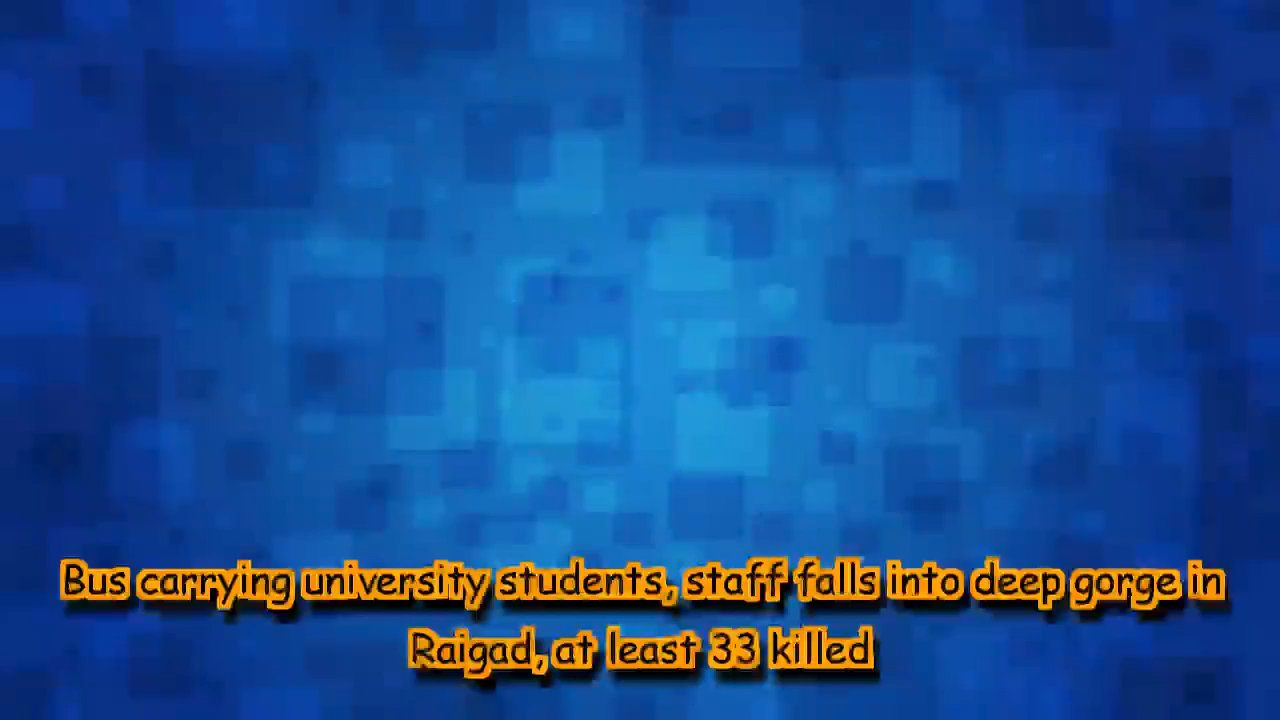 Bus carrying university students, staff falls into deep gorge in
Raigad, at least 33 killed